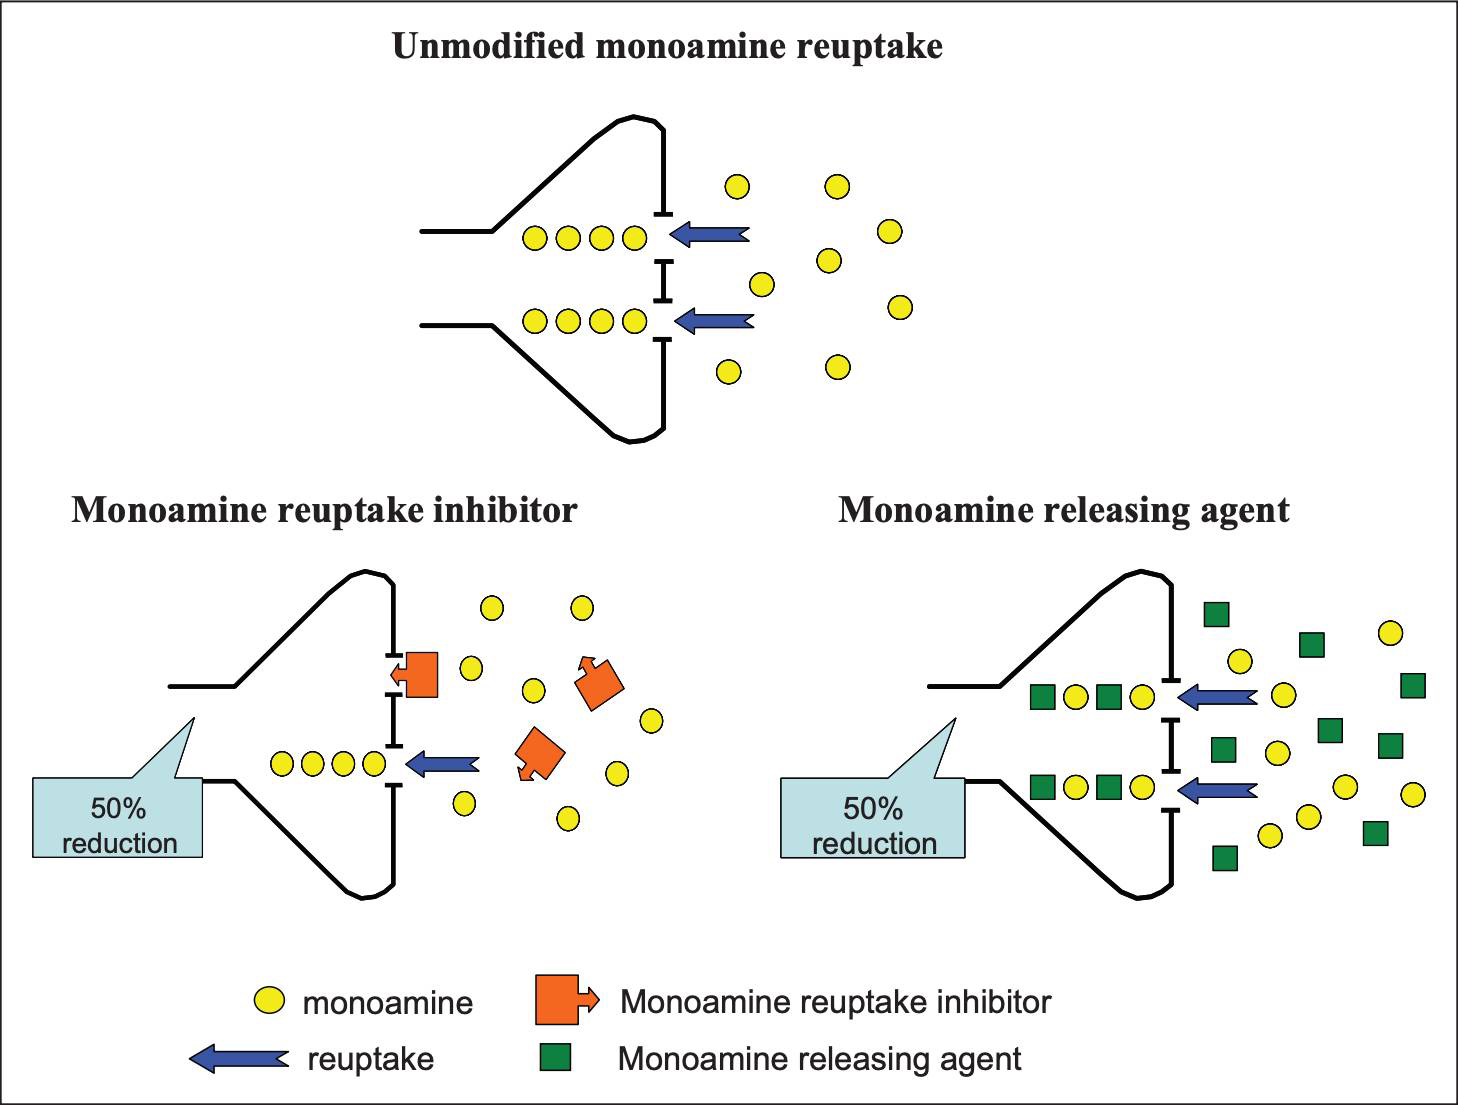 Unmodified monoamine reuptake
Monoamine reuptake inhibitor
Monoamine releasing agent
50%
reduction
50%
reduction
monoamine
Monoamine reuptake inhibitor
reuptake
Monoamine releasing agent